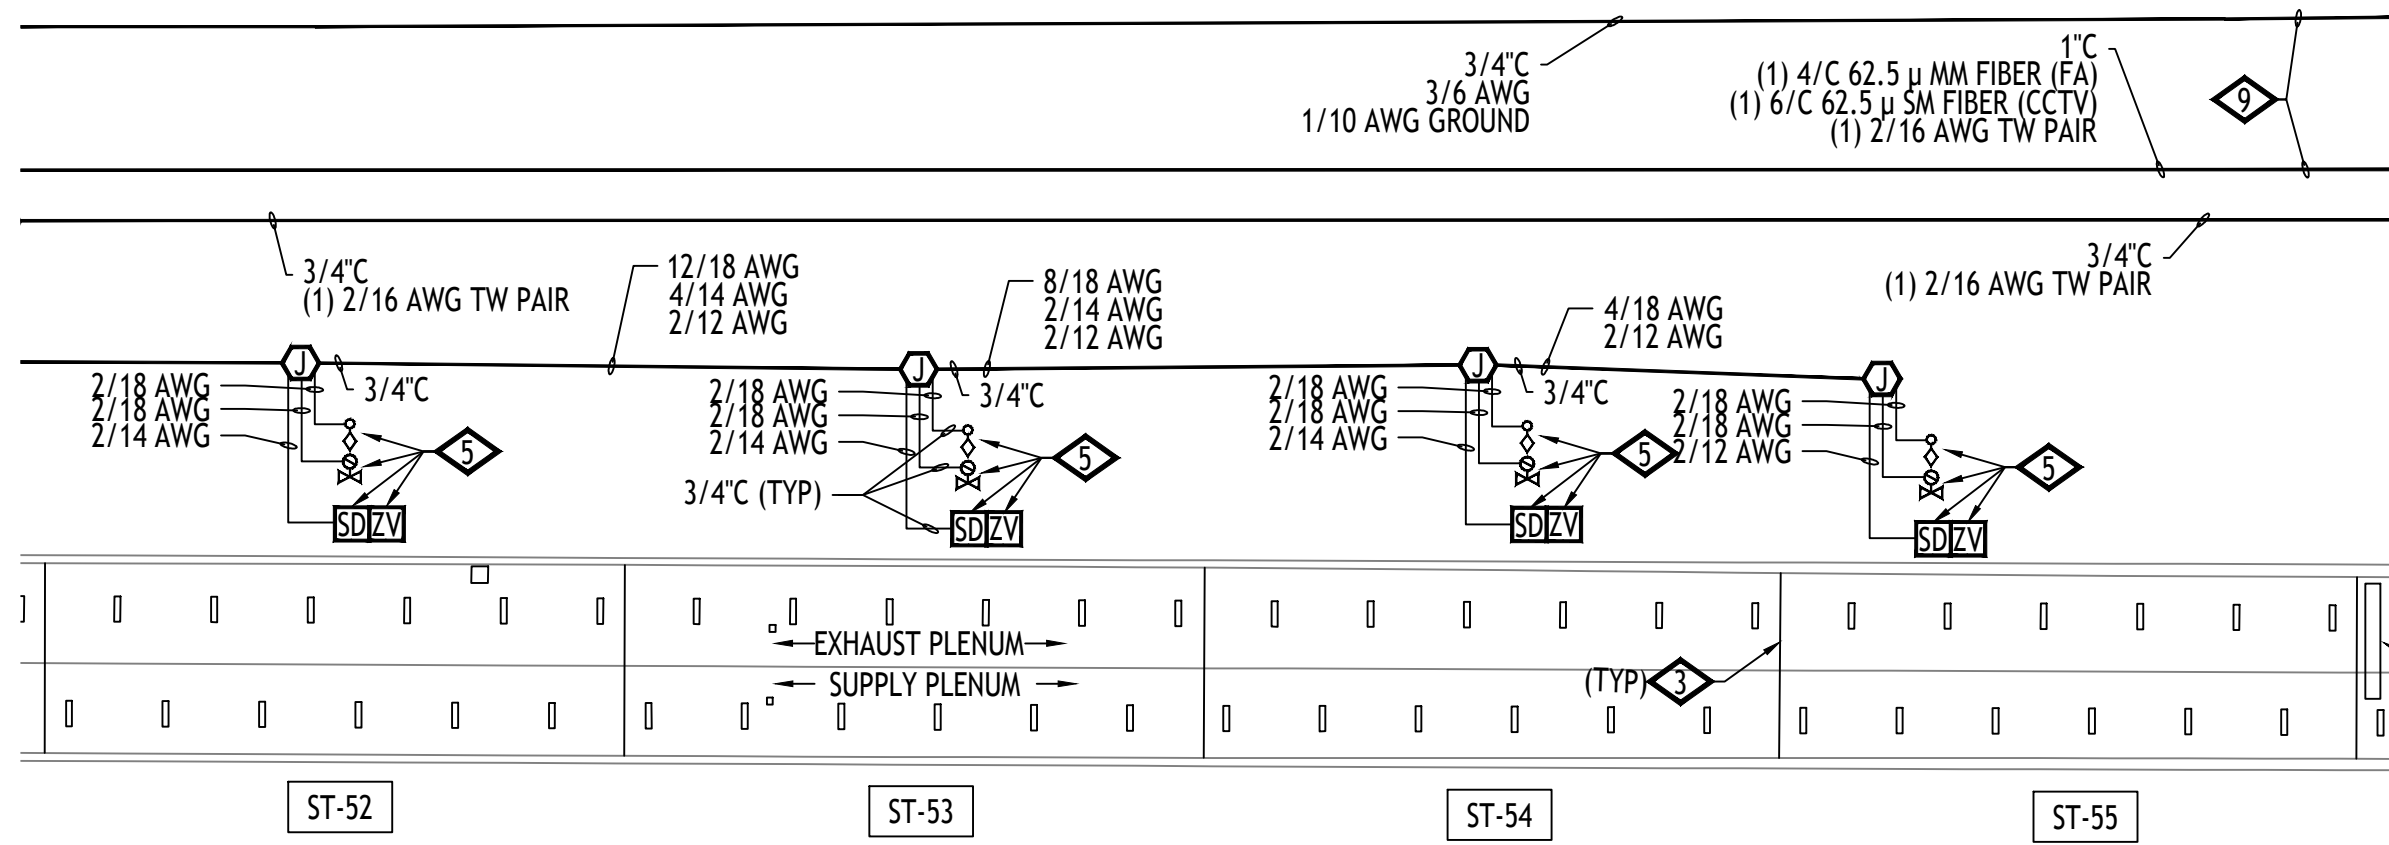 3/4"C
3/6 AWG
1/10 AWG GROUND
1"C
(1) 4/C 62.5 µ MM FIBER (FA)
(1) 6/C 62.5 µ SM FIBER (CCTV)
(1) 2/16 AWG TW PAIR
9
3/4"C
(1) 2/16 AWG TW PAIR
12/18 AWG
4/14 AWG
2/12 AWG
8/18 AWG
2/14 AWG
2/12 AWG
4/18 AWG
2/12 AWG
3/4"C
(1) 2/16 AWG TW PAIR
J
2/18 AWG
2/18 AWG
2/14 AWG
3/4"C
5
SD ZV
J
2/18 AWG
2/18 AWG
2/14 AWG
3/4"C
3/4"C (TYP)
5
SD ZV
J
2/18 AWG
2/18 AWG
2/14 AWG
3/4"C
5
SD ZV
J
2/18 AWG
2/18 AWG
2/12 AWG
5
SD ZV
EXHAUST PLENUM
SUPPLY PLENUM
(TYP) 3
ST-52
ST-53
ST-54
ST-55